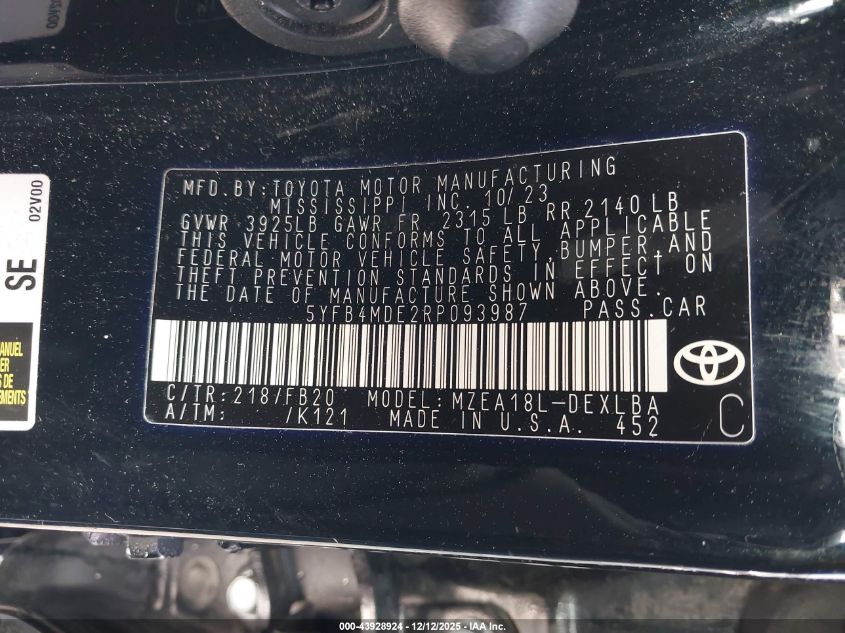 MFD.BY:TOYOTA MOTOR MANUFACTURING
MISSISSIPPI INC. 10/23
GVWR 3925LB GAWR FR 2315 LB RR 2140 LB
THIS VEHICLE CONFORMS TO ALL APPLICABLE
FEDERAL MOTOR VEHICLE SAFETY,BUMPER,AND
THEFT PREVENTION STANDARDS IN EFFECT ON
THE DATE OF MANUFACTURE SHOWN ABOVE.
5YFB4MDE2RP093987 PASS.CAR
C/TR:218/FB20 MODEL:MZEA18L-DEXLBA
A/TM: /K121 MADE IN U.S.A. 452 C
02V00
SE
MANUEL
DE
000-43928924 • 12/12/2025 - IAA Inc.